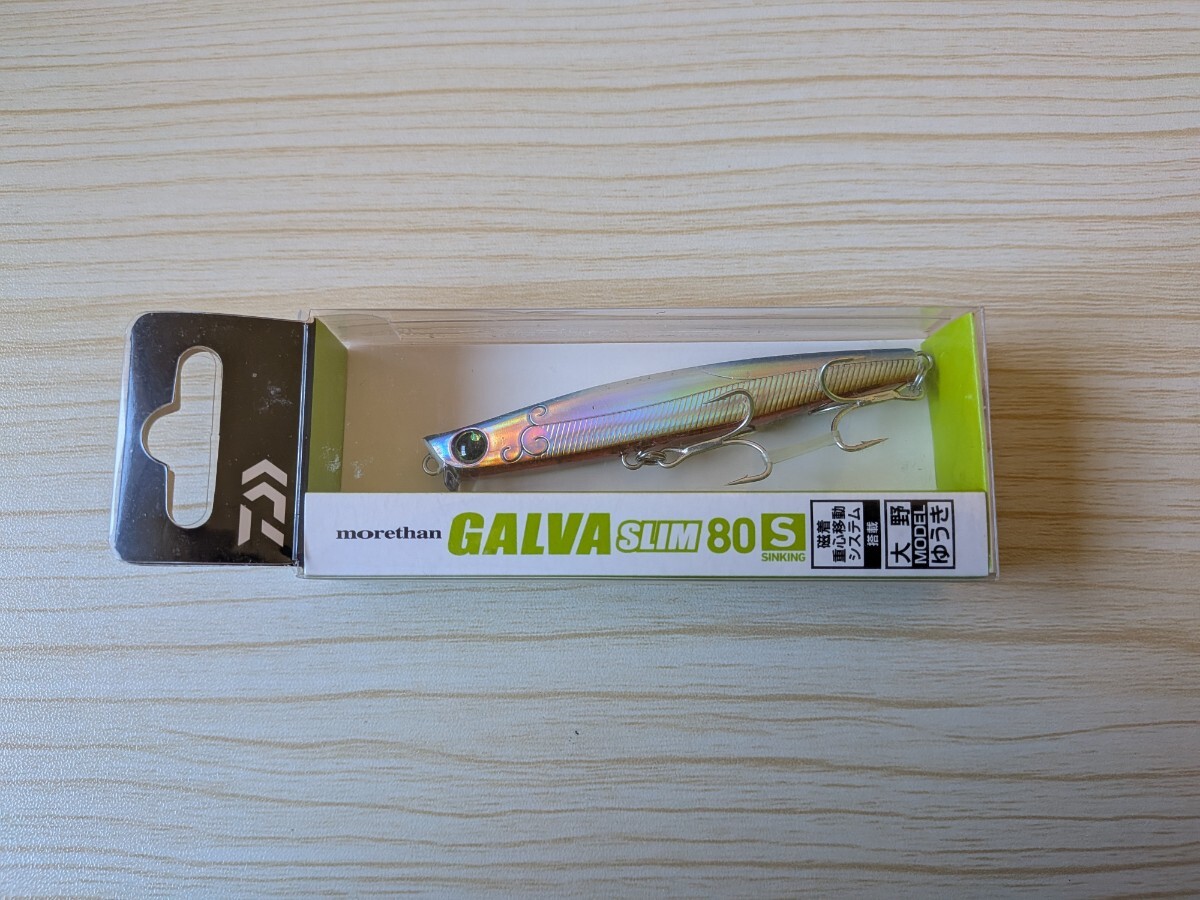 morethan GALVA SLIM 80 S
SINKING
磁着
重心移動
システム
搭載
大野
MODEL
ゆうき